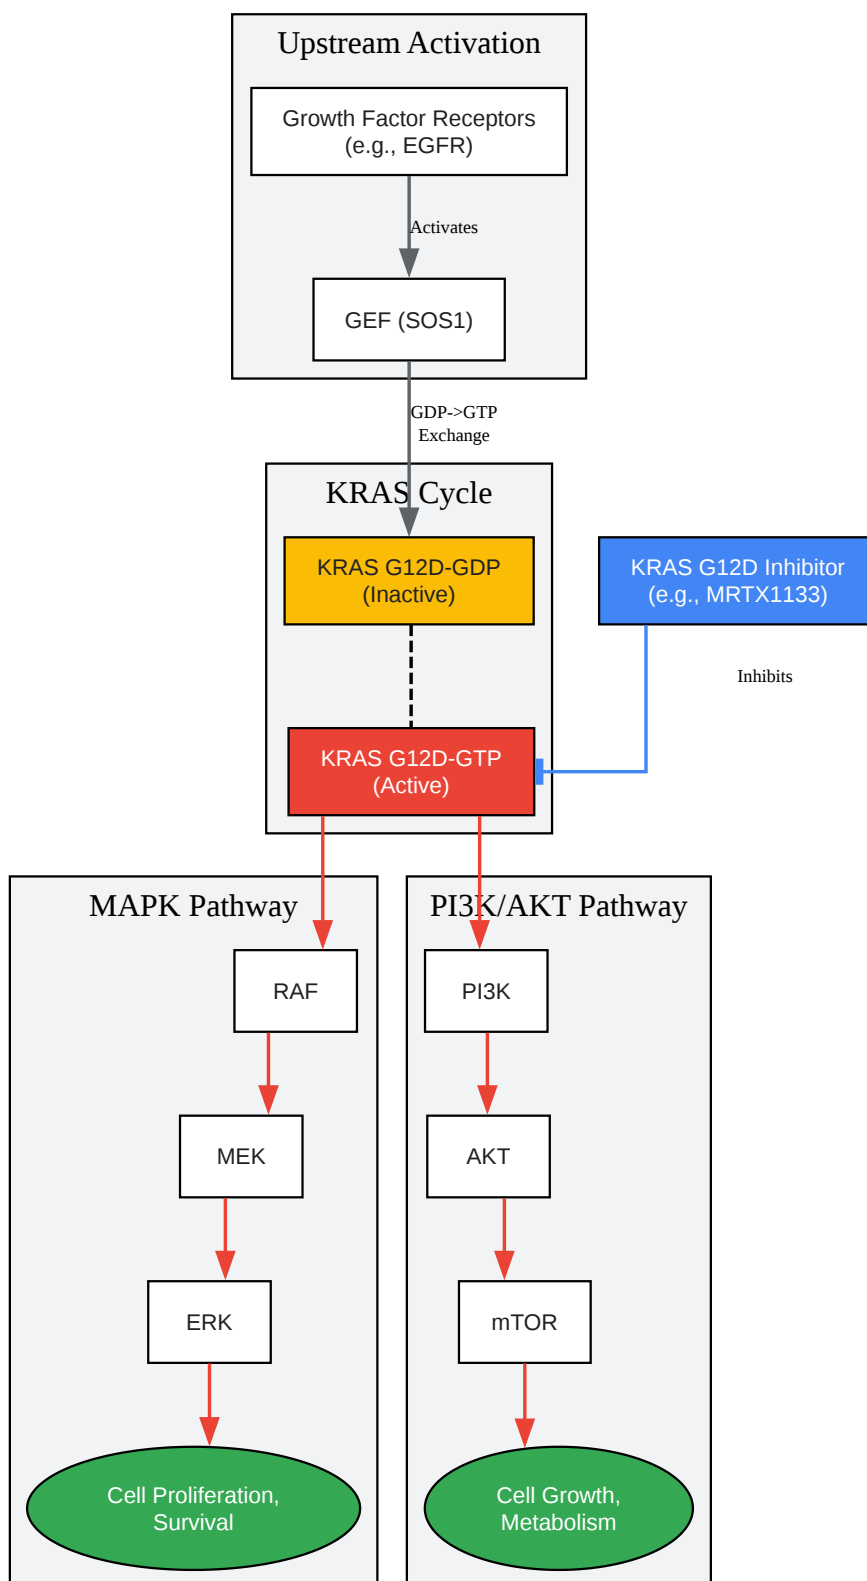 Upstream Activation
Growth Factor Receptors
(e.g., EGFR)
Activates
GEF (SOS1)
GDP->GTP
Exchange
KRAS Cycle
KRAS G12D-GDP
(Inactive)
KRAS G12D Inhibitor
(e.g., MRTX1133)
Inhibits
KRAS G12D-GTP
(Active)
MAPK Pathway
RAF
MEK
ERK
Cell Proliferation,
Survival
PI3K/AKT Pathway
PI3K
AKT
mTOR
Cell Growth,
Metabolism